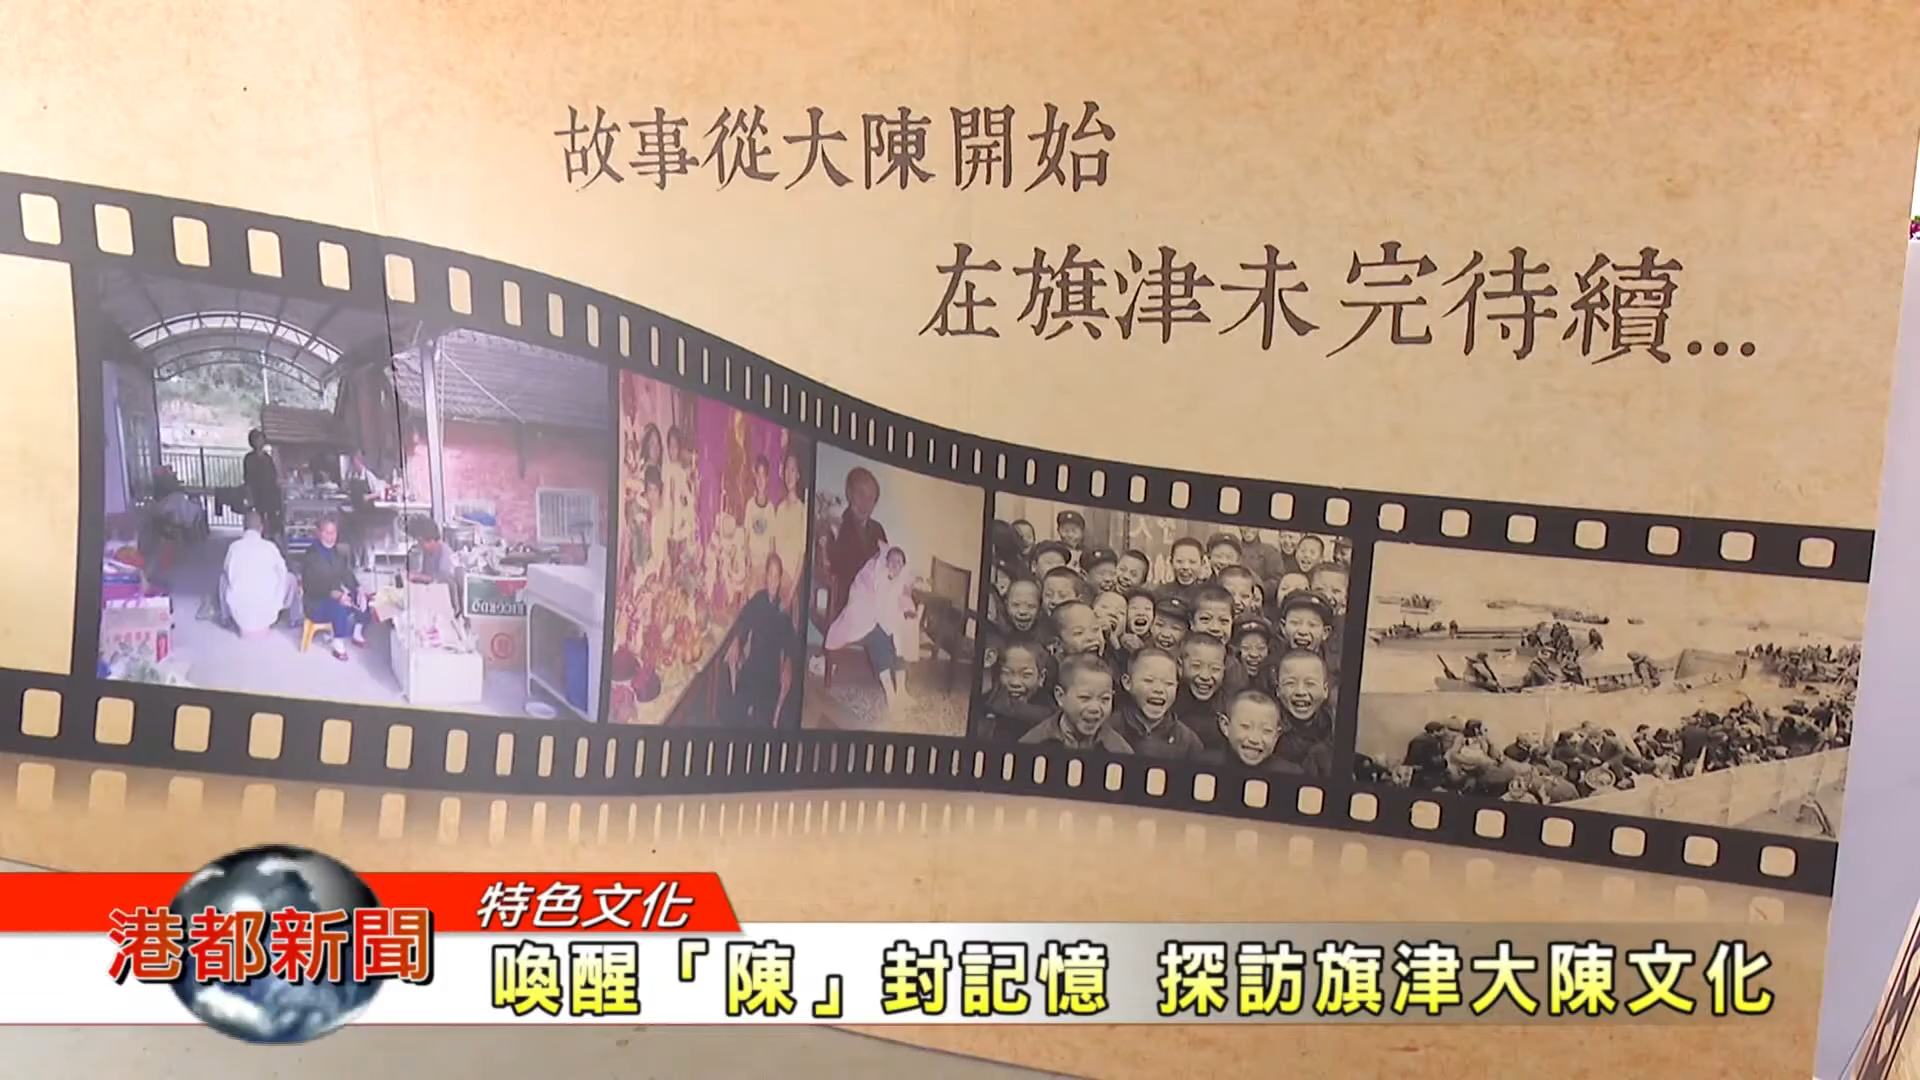 故事從大陳開始
在旗津未完待續...
特色文化
港都新聞
喚醒「陳」封記憶 探訪旗津大陳文化